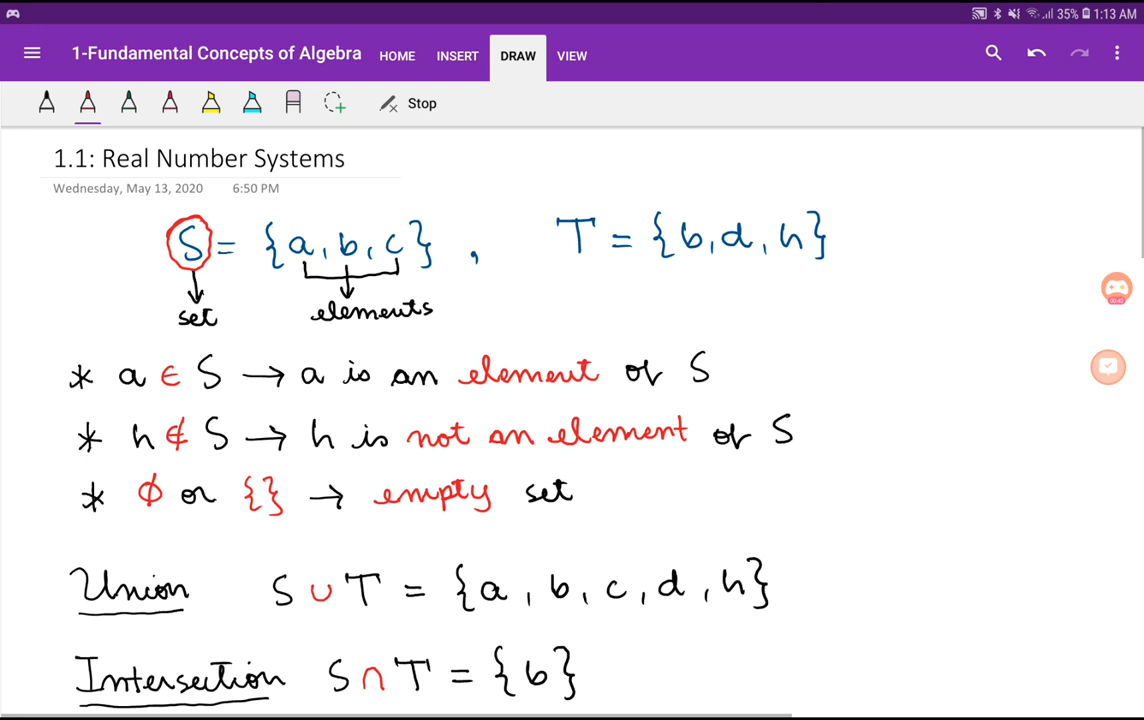 35% 1:13 AM
1-Fundamental Concepts of Algebra HOME INSERT DRAW VIEW
Stop
1.1: Real Number Systems
Wednesday, May 13, 2020 6:50 PM
S = {a, b, c} , T = {b, d, h}
set elements
* a ∈ S → a is an element of S
* h ∉ S → h is not an element of S
* ϕ or {} → empty set
Union S ∪ T = {a, b, c, d, h}
Intersection S ∩ T = {b}